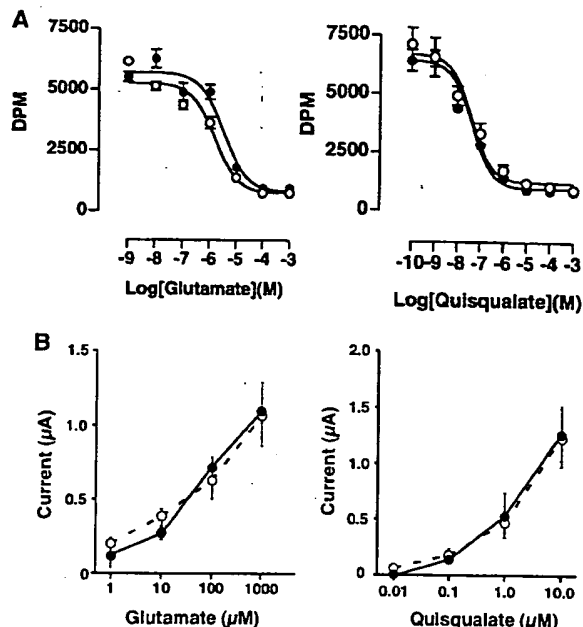 A
7500
5000
2500
0
DPM
-9 -8 -7 -6 -5 -4 -3
Log[Glutamate](M)
7500
5000
2500
0
DPM
-10 -9 -8 -7 -6 -5 -4 -3
Log[Quisqualate](M)
B
1.5
1.0
0.5
0
Current (µA)
1 10 100 1000
Glutamate (µM)
2.0
1.5
1.0
0.5
0
Current (µA)
0.01 0.1 1.0 10.0
Quisqualate (µM)